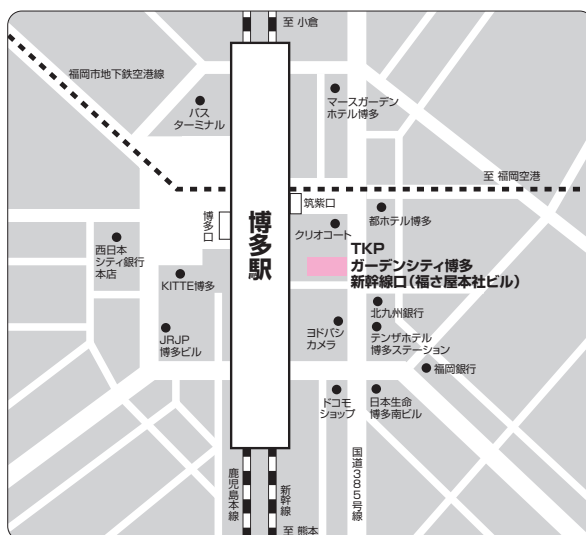 至 小倉
福岡市地下鉄空港線
バス
ターミナル
マースガーデン
ホテル博多
至 福岡空港
博多駅
筑紫口
博多口
都ホテル博多
クリオコート
西日本
シティ銀行
本店
KITTE博多
TKP
ガーデンシティ博多
新幹線口(福さ屋本社ビル)
北九州銀行
JRJP
博多ビル
ヨドバシ
カメラ
テンザホテル
博多ステーション
福岡銀行
ドコモ
ショップ
日本生命
博多南ビル
鹿児島本線
新幹線
国道385号線
至 熊本